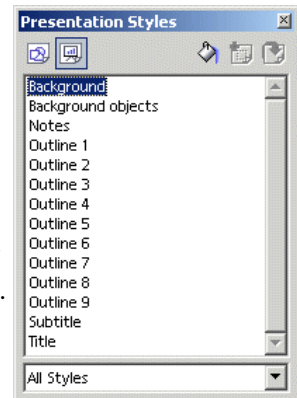 Presentation Styles
Background
Background objects
Notes
Outline 1
Outline 2
Outline 3
Outline 4
Outline 5
Outline 6
Outline 7
Outline 8
Outline 9
Subtitle
Title
All Styles
.